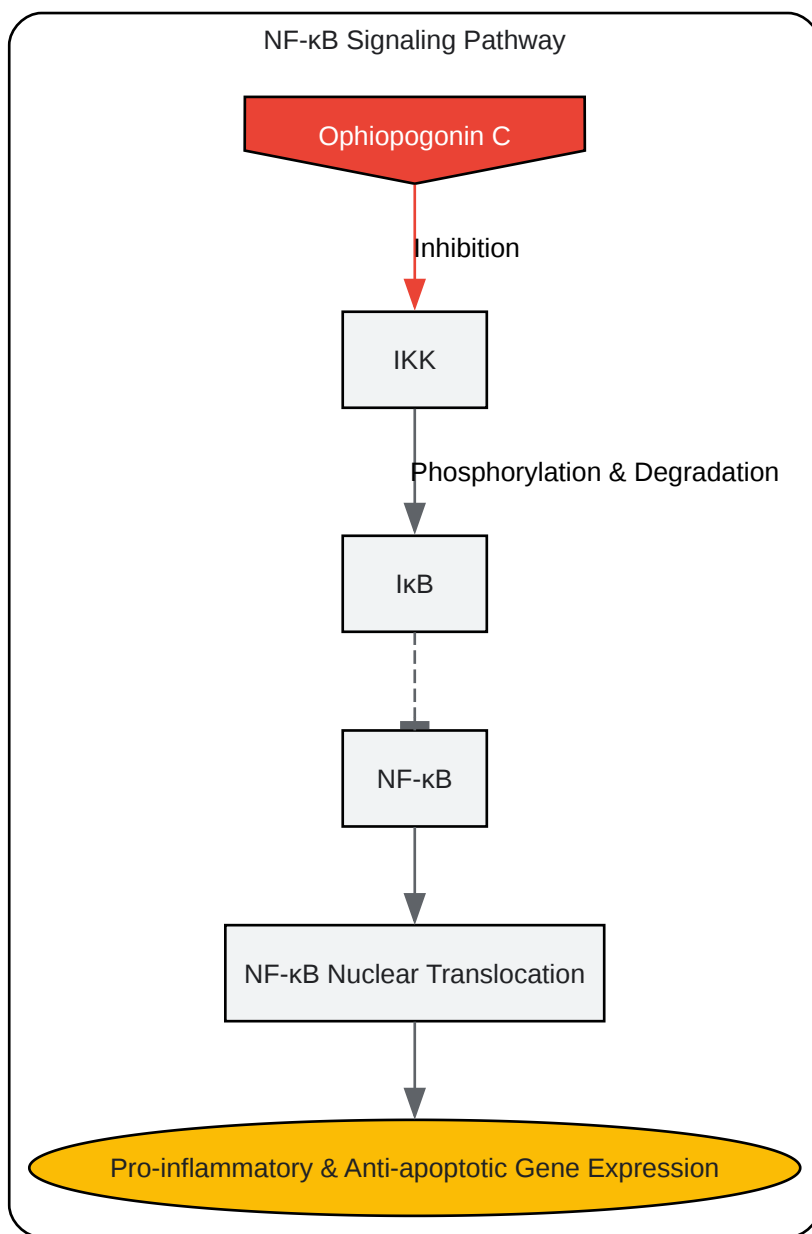 NF-κB Signaling Pathway
Ophiopogonin C
Inhibition
IKK
Phosphorylation & Degradation
IκB
NF-κB
NF-κB Nuclear Translocation
Pro-inflammatory & Anti-apoptotic Gene Expression